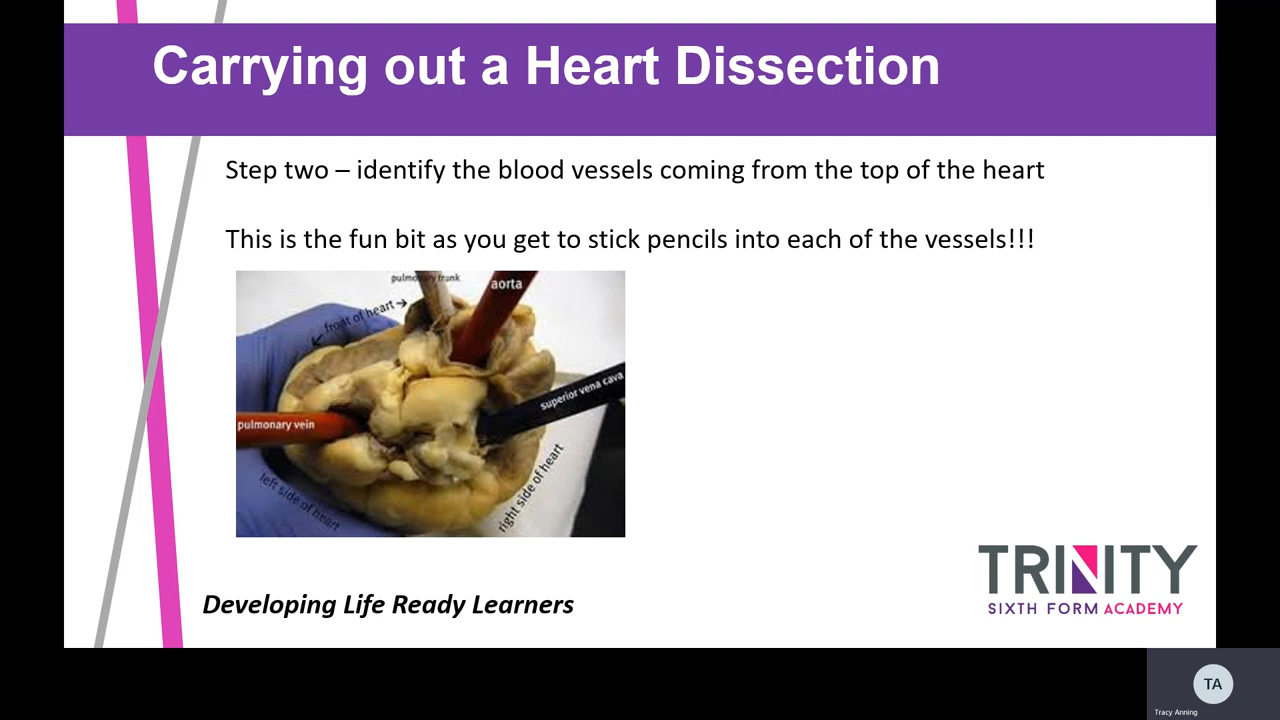 Carrying out a Heart Dissection
Step two – identify the blood vessels coming from the top of the heart
This is the fun bit as you get to stick pencils into each of the vessels!!!
pulmonary trunk
aorta
front of heart
superior vena cava
pulmonary vein
left side of heart
right side of heart
Developing Life Ready Learners
TRINITY
SIXTH FORM ACADEMY
TA
Tracy Anning